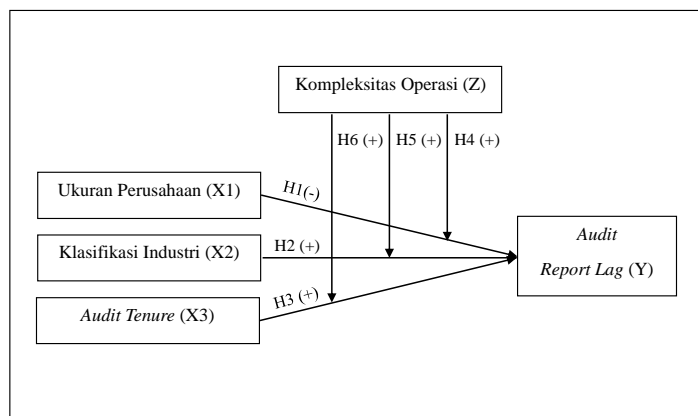 Kompleksitas Operasi (Z)
H6 (+) H5 (+) H4 (+)
Ukuran Perusahaan (X1)
H1(-)
Klasifikasi Industri (X2)
H2 (+)
Audit
Report Lag (Y)
H3 (+)
Audit Tenure (X3)